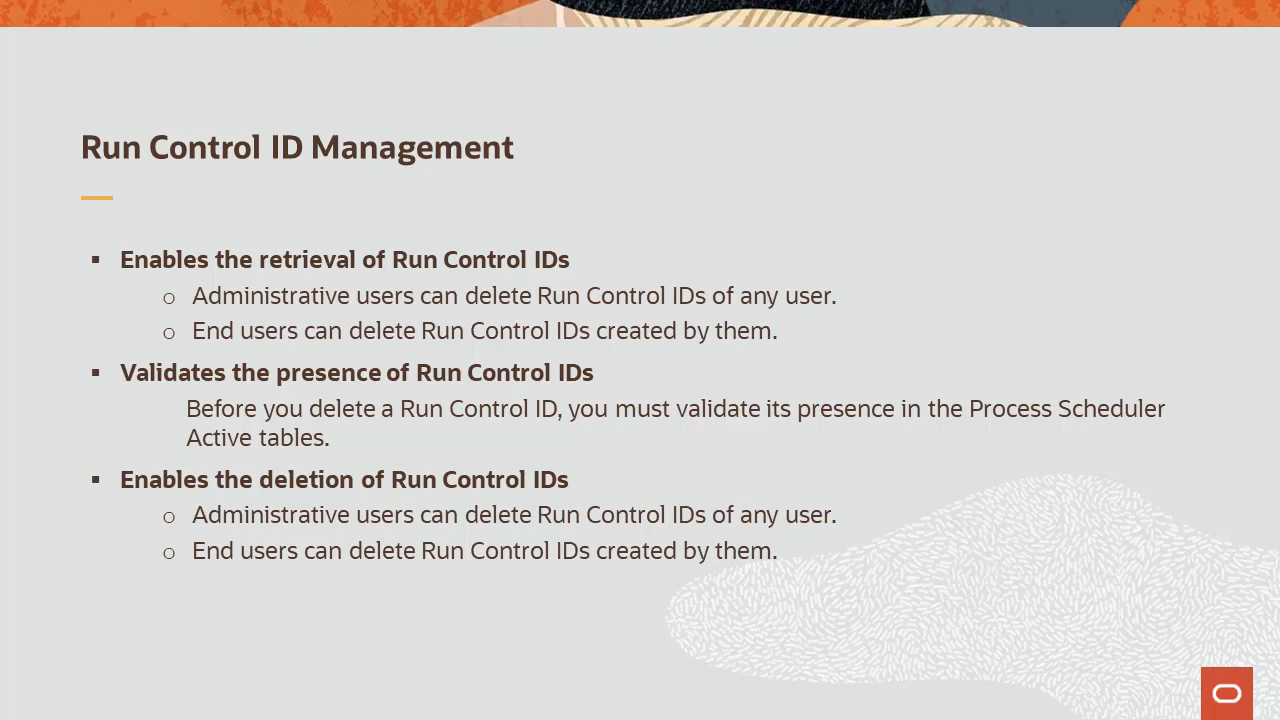 Run Control ID Management
▪ Enables the retrieval of Run Control IDs
o Administrative users can delete Run Control IDs of any user.
o End users can delete Run Control IDs created by them.
▪ Validates the presence of Run Control IDs
Before you delete a Run Control ID, you must validate its presence in the Process Scheduler
Active tables.
▪ Enables the deletion of Run Control IDs
o Administrative users can delete Run Control IDs of any user.
o End users can delete Run Control IDs created by them.